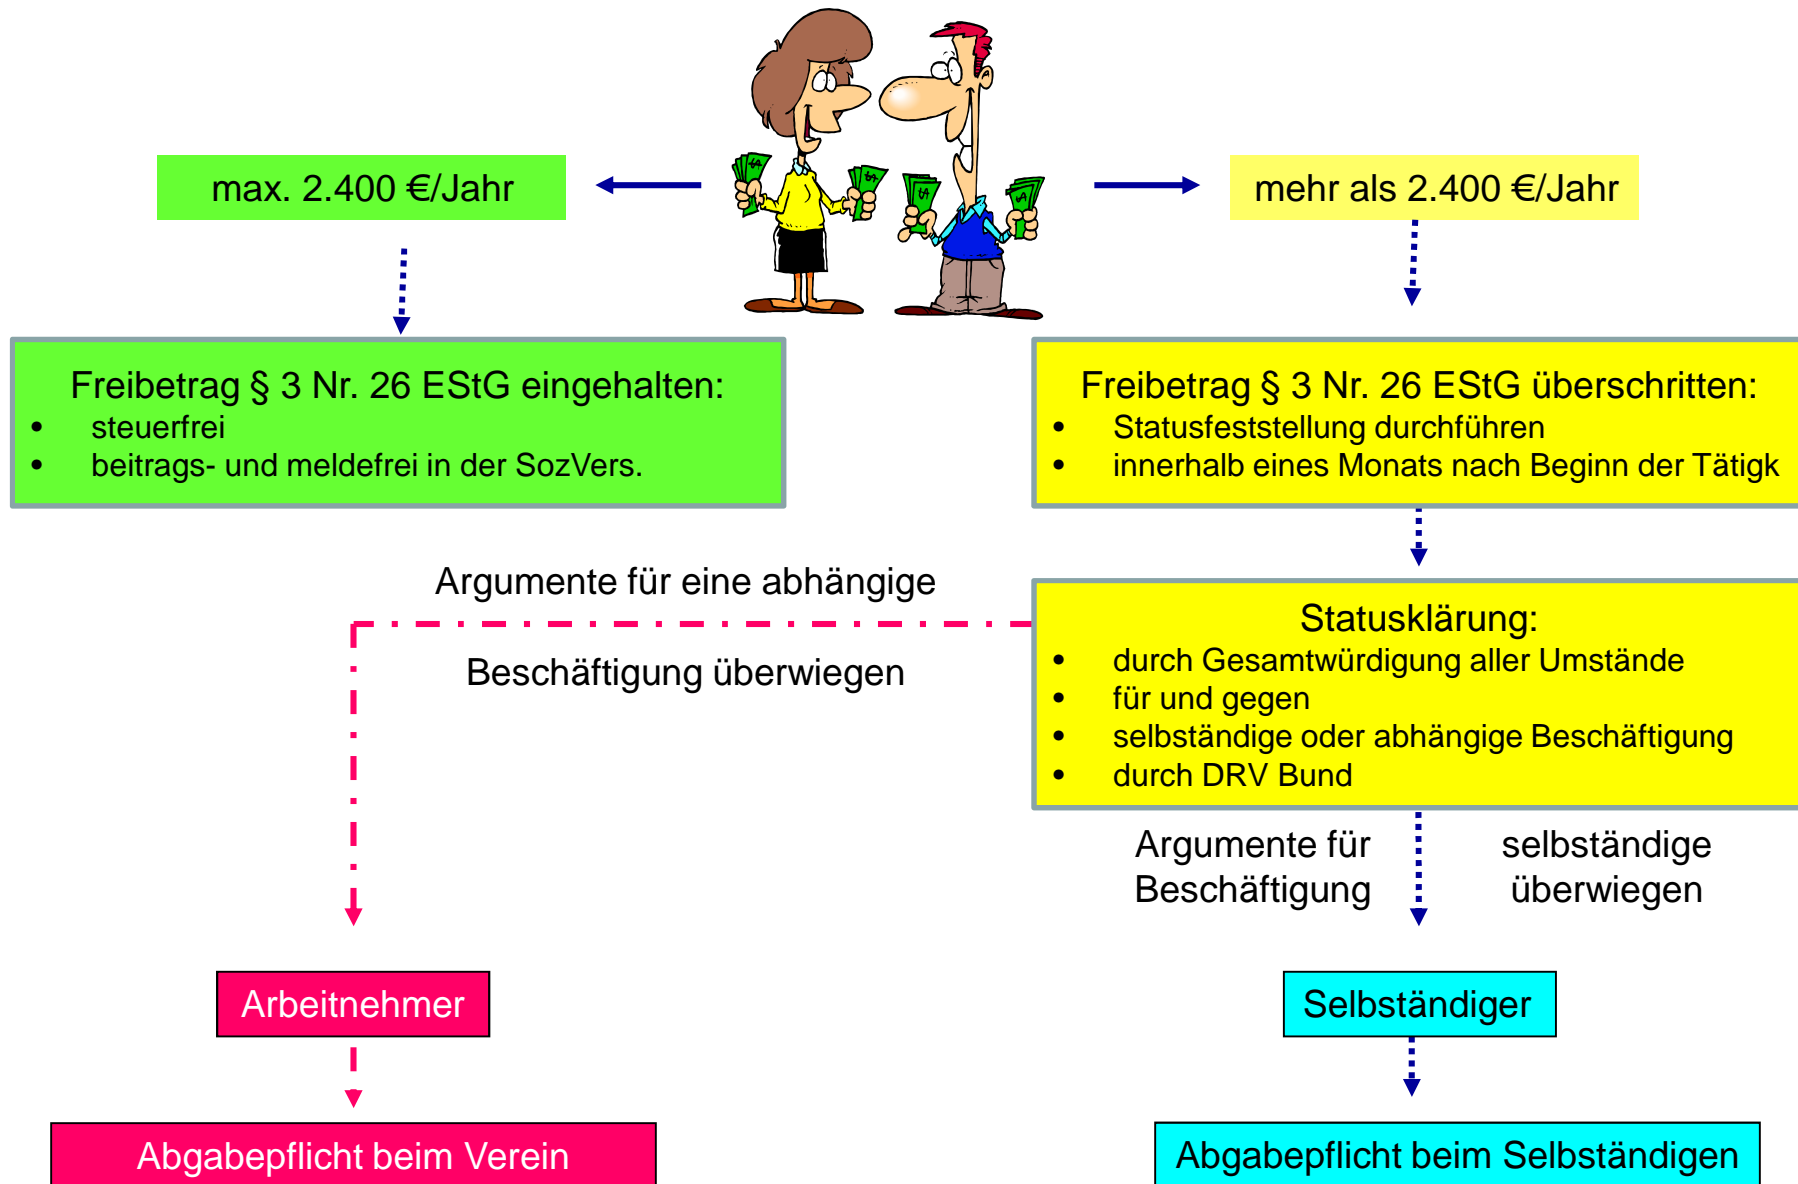 max. 2.400 €/Jahr
mehr als 2.400 €/Jahr
Freibetrag § 3 Nr. 26 EStG eingehalten:
• steuerfrei
• beitrags- und meldefrei in der SozVers.
Freibetrag § 3 Nr. 26 EStG überschritten:
• Statusfeststellung durchführen
• innerhalb eines Monats nach Beginn der Tätigk
Argumente für eine abhängige
Beschäftigung überwiegen
Statusklärung:
• durch Gesamtwürdigung aller Umstände
• für und gegen
• selbständige oder abhängige Beschäftigung
• durch DRV Bund
Argumente für selbständige
Beschäftigung überwiegen
Arbeitnehmer
Selbständiger
Abgabepflicht beim Verein
Abgabepflicht beim Selbständigen